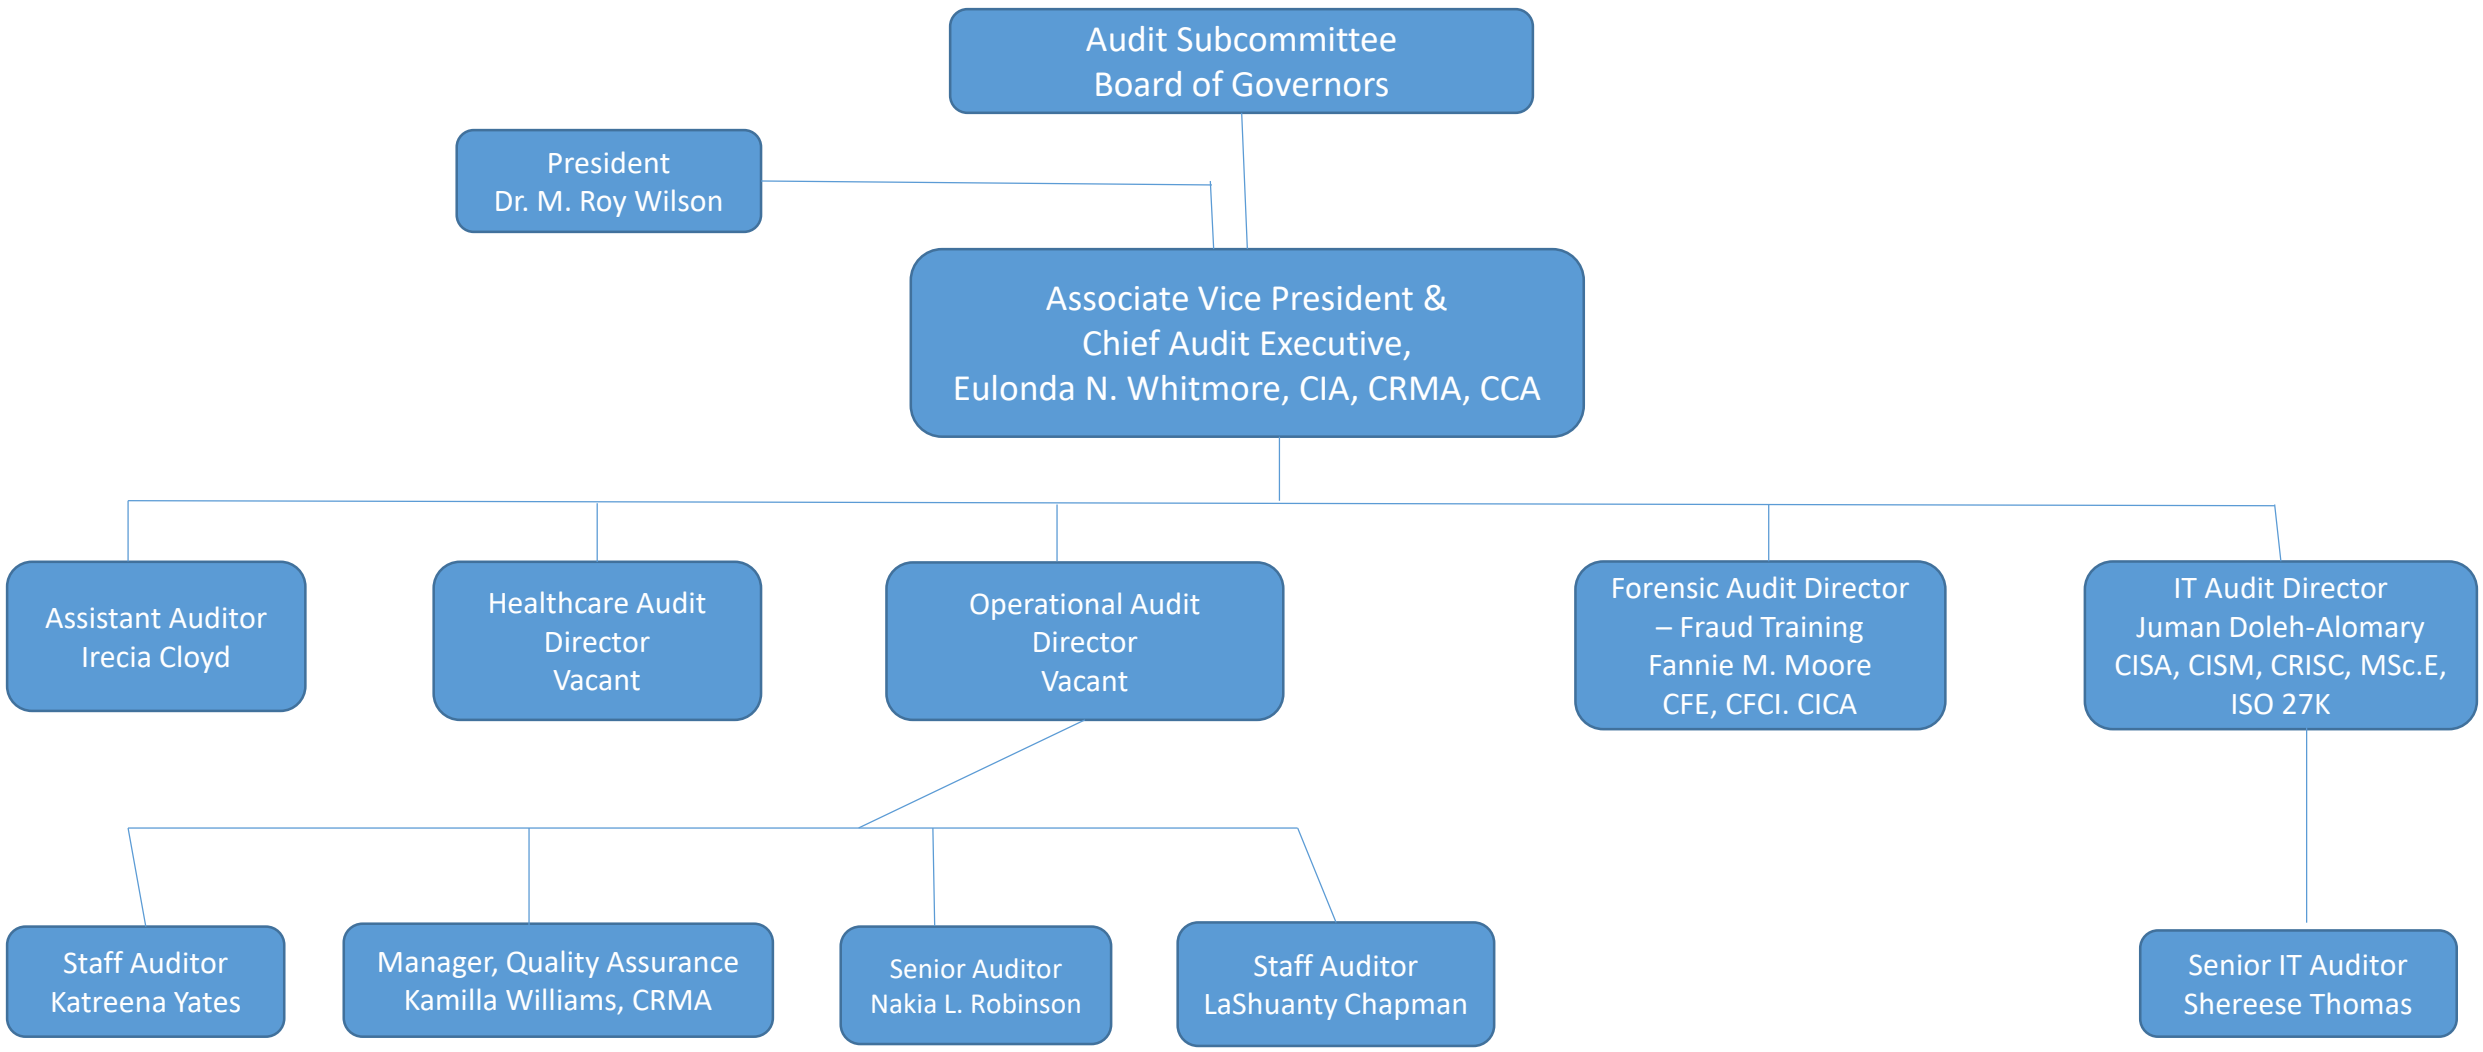 Audit Subcommittee
Board of Governors
President
Dr. M. Roy Wilson
Associate Vice President &
Chief Audit Executive,
Eulonda N. Whitmore, CIA, CRMA, CCA
Assistant Auditor
Irecia Cloyd
Healthcare Audit
Director
Vacant
Operational Audit
Director
Vacant
Forensic Audit Director
– Fraud Training
Fannie M. Moore
CFE, CFCI. CICA
IT Audit Director
Juman Doleh-Alomary
CISA, CISM, CRISC, MSc.E,
ISO 27K
Staff Auditor
Katreena Yates
Manager, Quality Assurance
Kamilla Williams, CRMA
Senior Auditor
Nakia L. Robinson
Staff Auditor
LaShuanty Chapman
Senior IT Auditor
Shereese Thomas